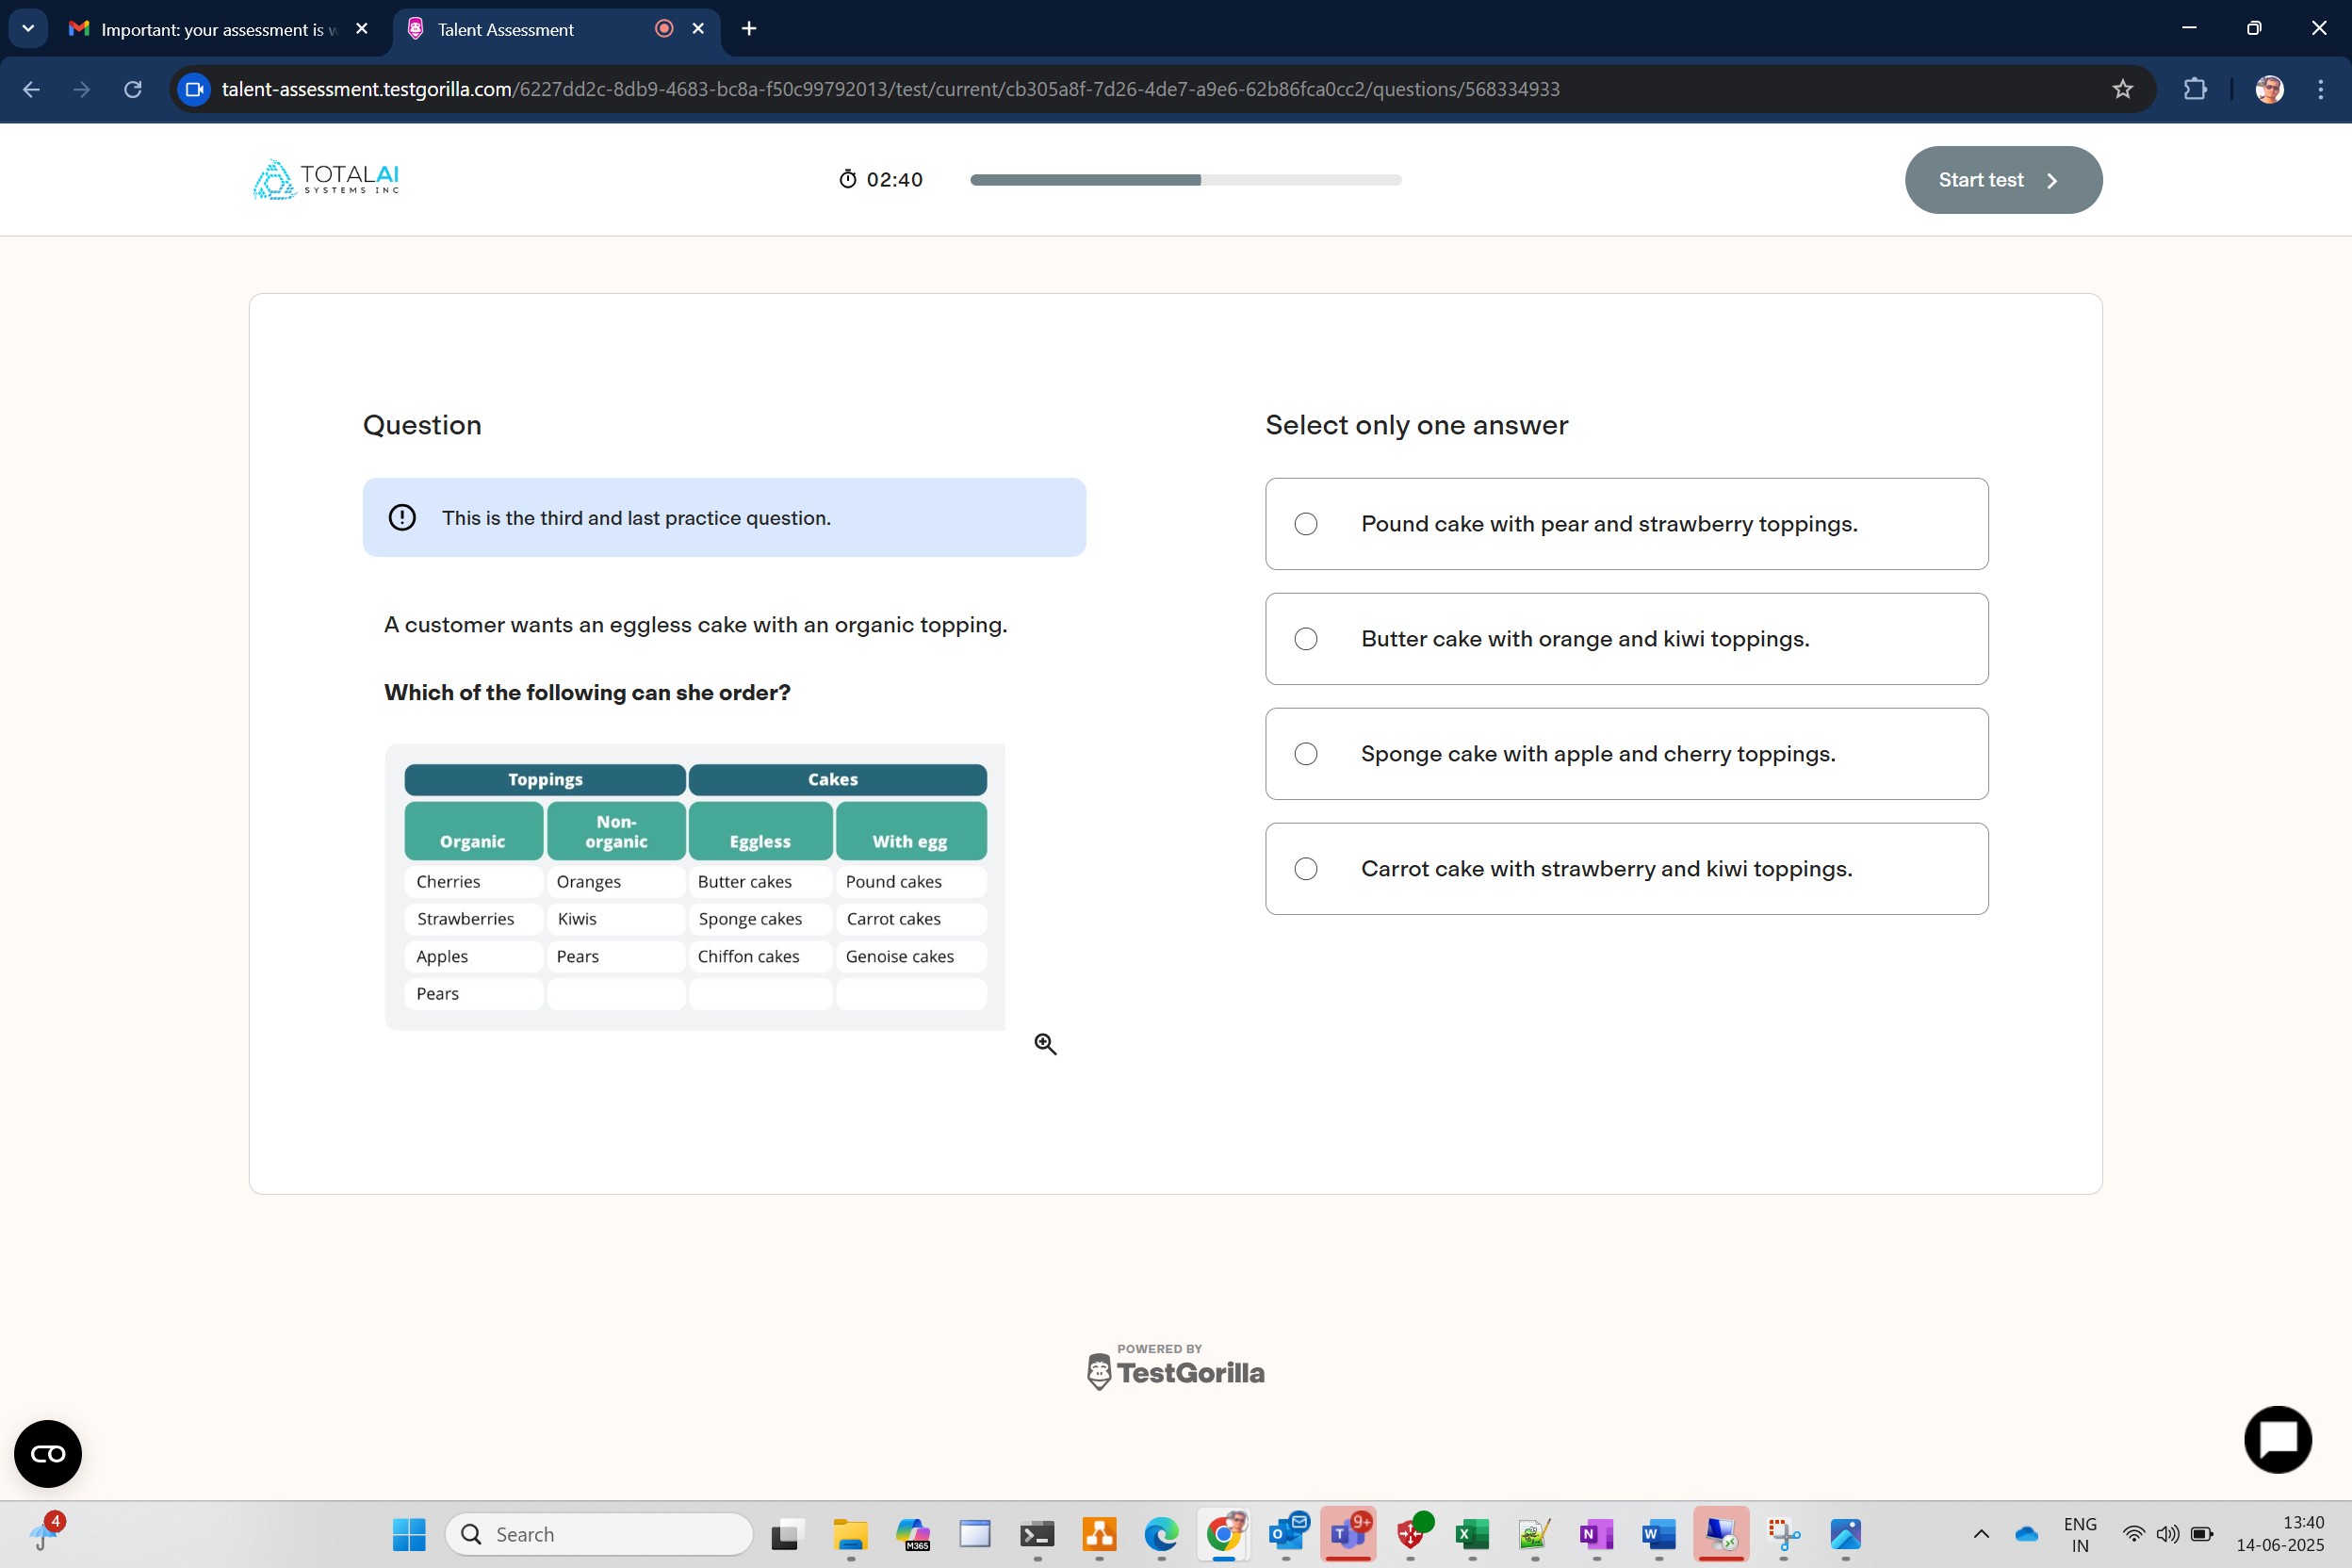 Important: your assessment is w
Talent Assessment
talent-assessment.testgorilla.com/6227dd2c-8db9-4683-bc8a-f50c99792013/test/current/cb305a8f-7d26-4de7-a9e6-62b86fca0cc2/questions/568334933
TOTALAI
SYSTEMS INC
02:40
Start test
Question
This is the third and last practice question.
A customer wants an eggless cake with an organic topping.
Which of the following can she order?
Toppings Cakes
Organic Non-organic Eggless With egg
Cherries Oranges Butter cakes Pound cakes
Strawberries Kiwis Sponge cakes Carrot cakes
Apples Pears Chiffon cakes Genoise cakes
Pears
Select only one answer
Pound cake with pear and strawberry toppings.
Butter cake with orange and kiwi toppings.
Sponge cake with apple and cherry toppings.
Carrot cake with strawberry and kiwi toppings.
POWERED BY
TestGorilla
4
Search
M365
9+
ENG
IN
13:40
14-06-2025